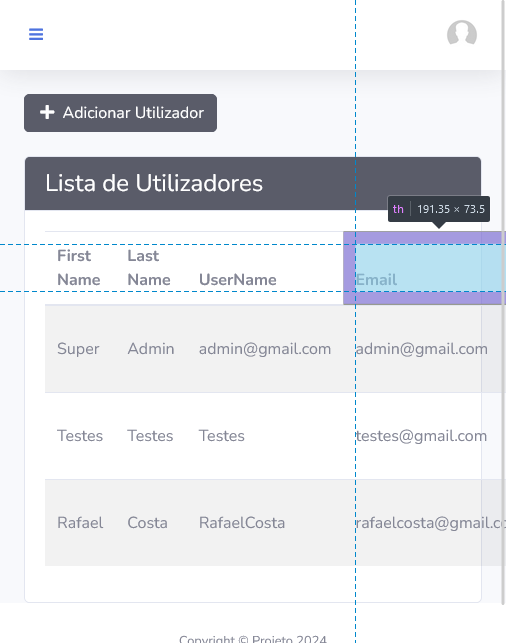 Adicionar Utilizador
Lista de Utilizadores
th 191.35 × 73.5
First Name Last Name UserName Email
Super Admin admin@gmail.com admin@gmail.com
Testes Testes Testes testes@gmail.com
Rafael Costa RafaelCosta rafaelcosta@gmail.c
Copyright © Projeto 2024